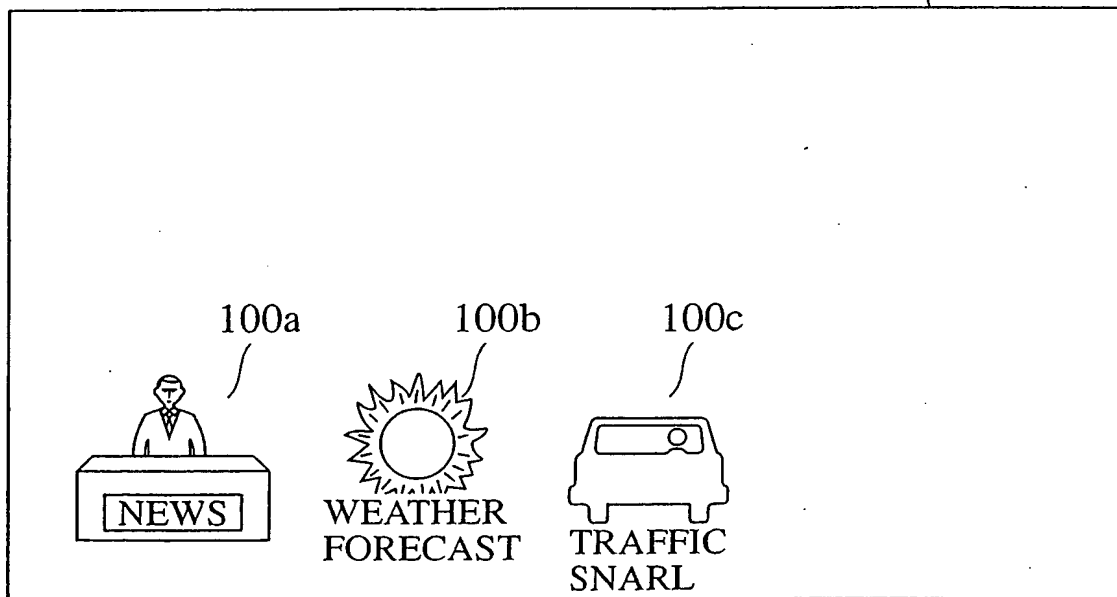 100a
100b
100c
NEWS
WEATHER
FORECAST
TRAFFIC
SNARL